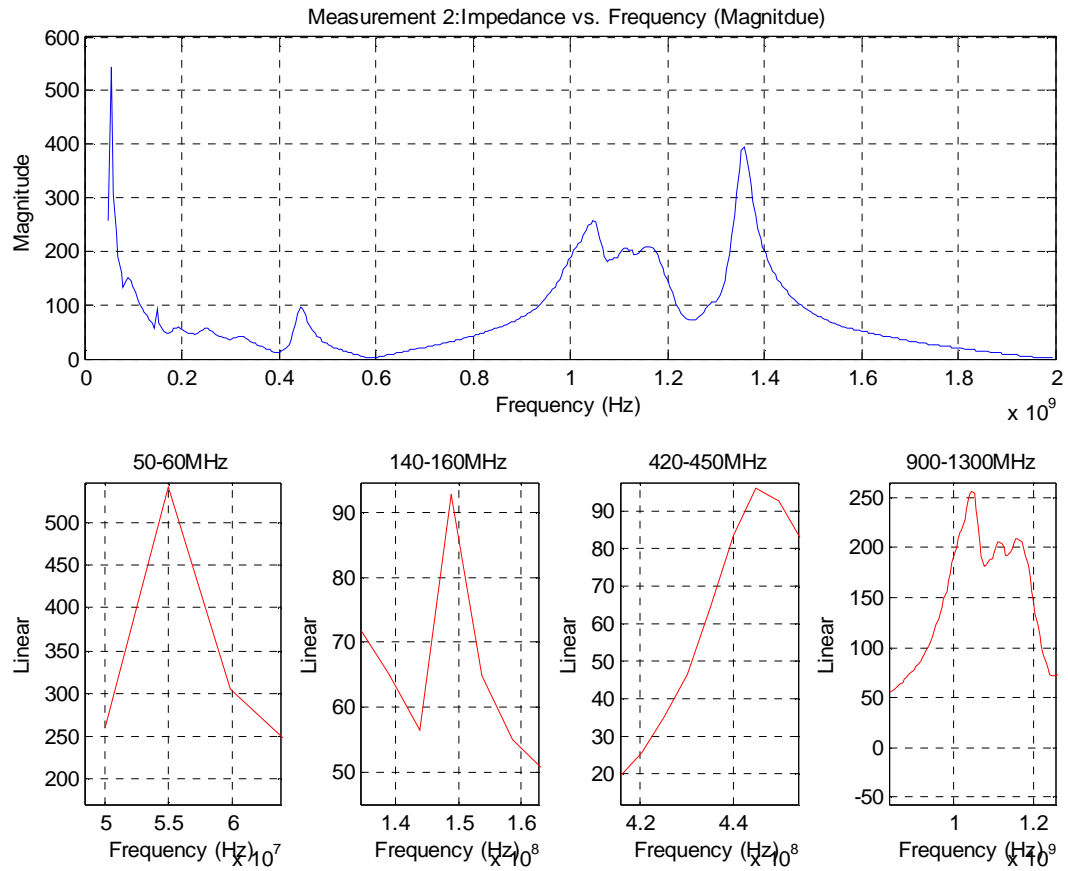 Measurement 2:Impedance vs. Frequency (Magnitdue)
600
500
400
300
200
100
0
Magnitude
0 0.2 0.4 0.6 0.8 1 1.2 1.4 1.6 1.8 2
Frequency (Hz)
x 10^9
50-60MHz
500
450
400
350
300
250
200
Linear
5 5.5 6
Frequency (Hz)
x 10^7
140-160MHz
90
80
70
60
50
Linear
1.4 1.5 1.6
Frequency (Hz)
x 10^8
420-450MHz
90
80
70
60
50
40
30
20
Linear
4.2 4.4
Frequency (Hz)
x 10^8
900-1300MHz
250
200
150
100
50
0
-50
Linear
1 1.2
Frequency (Hz)
x 10^9